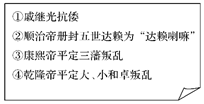 ①戚继光抗倭
②顺治帝册封五世达赖为“达赖喇嘛”
③康熙帝平定三藩叛乱
④乾隆帝平定大、小和卓叛乱